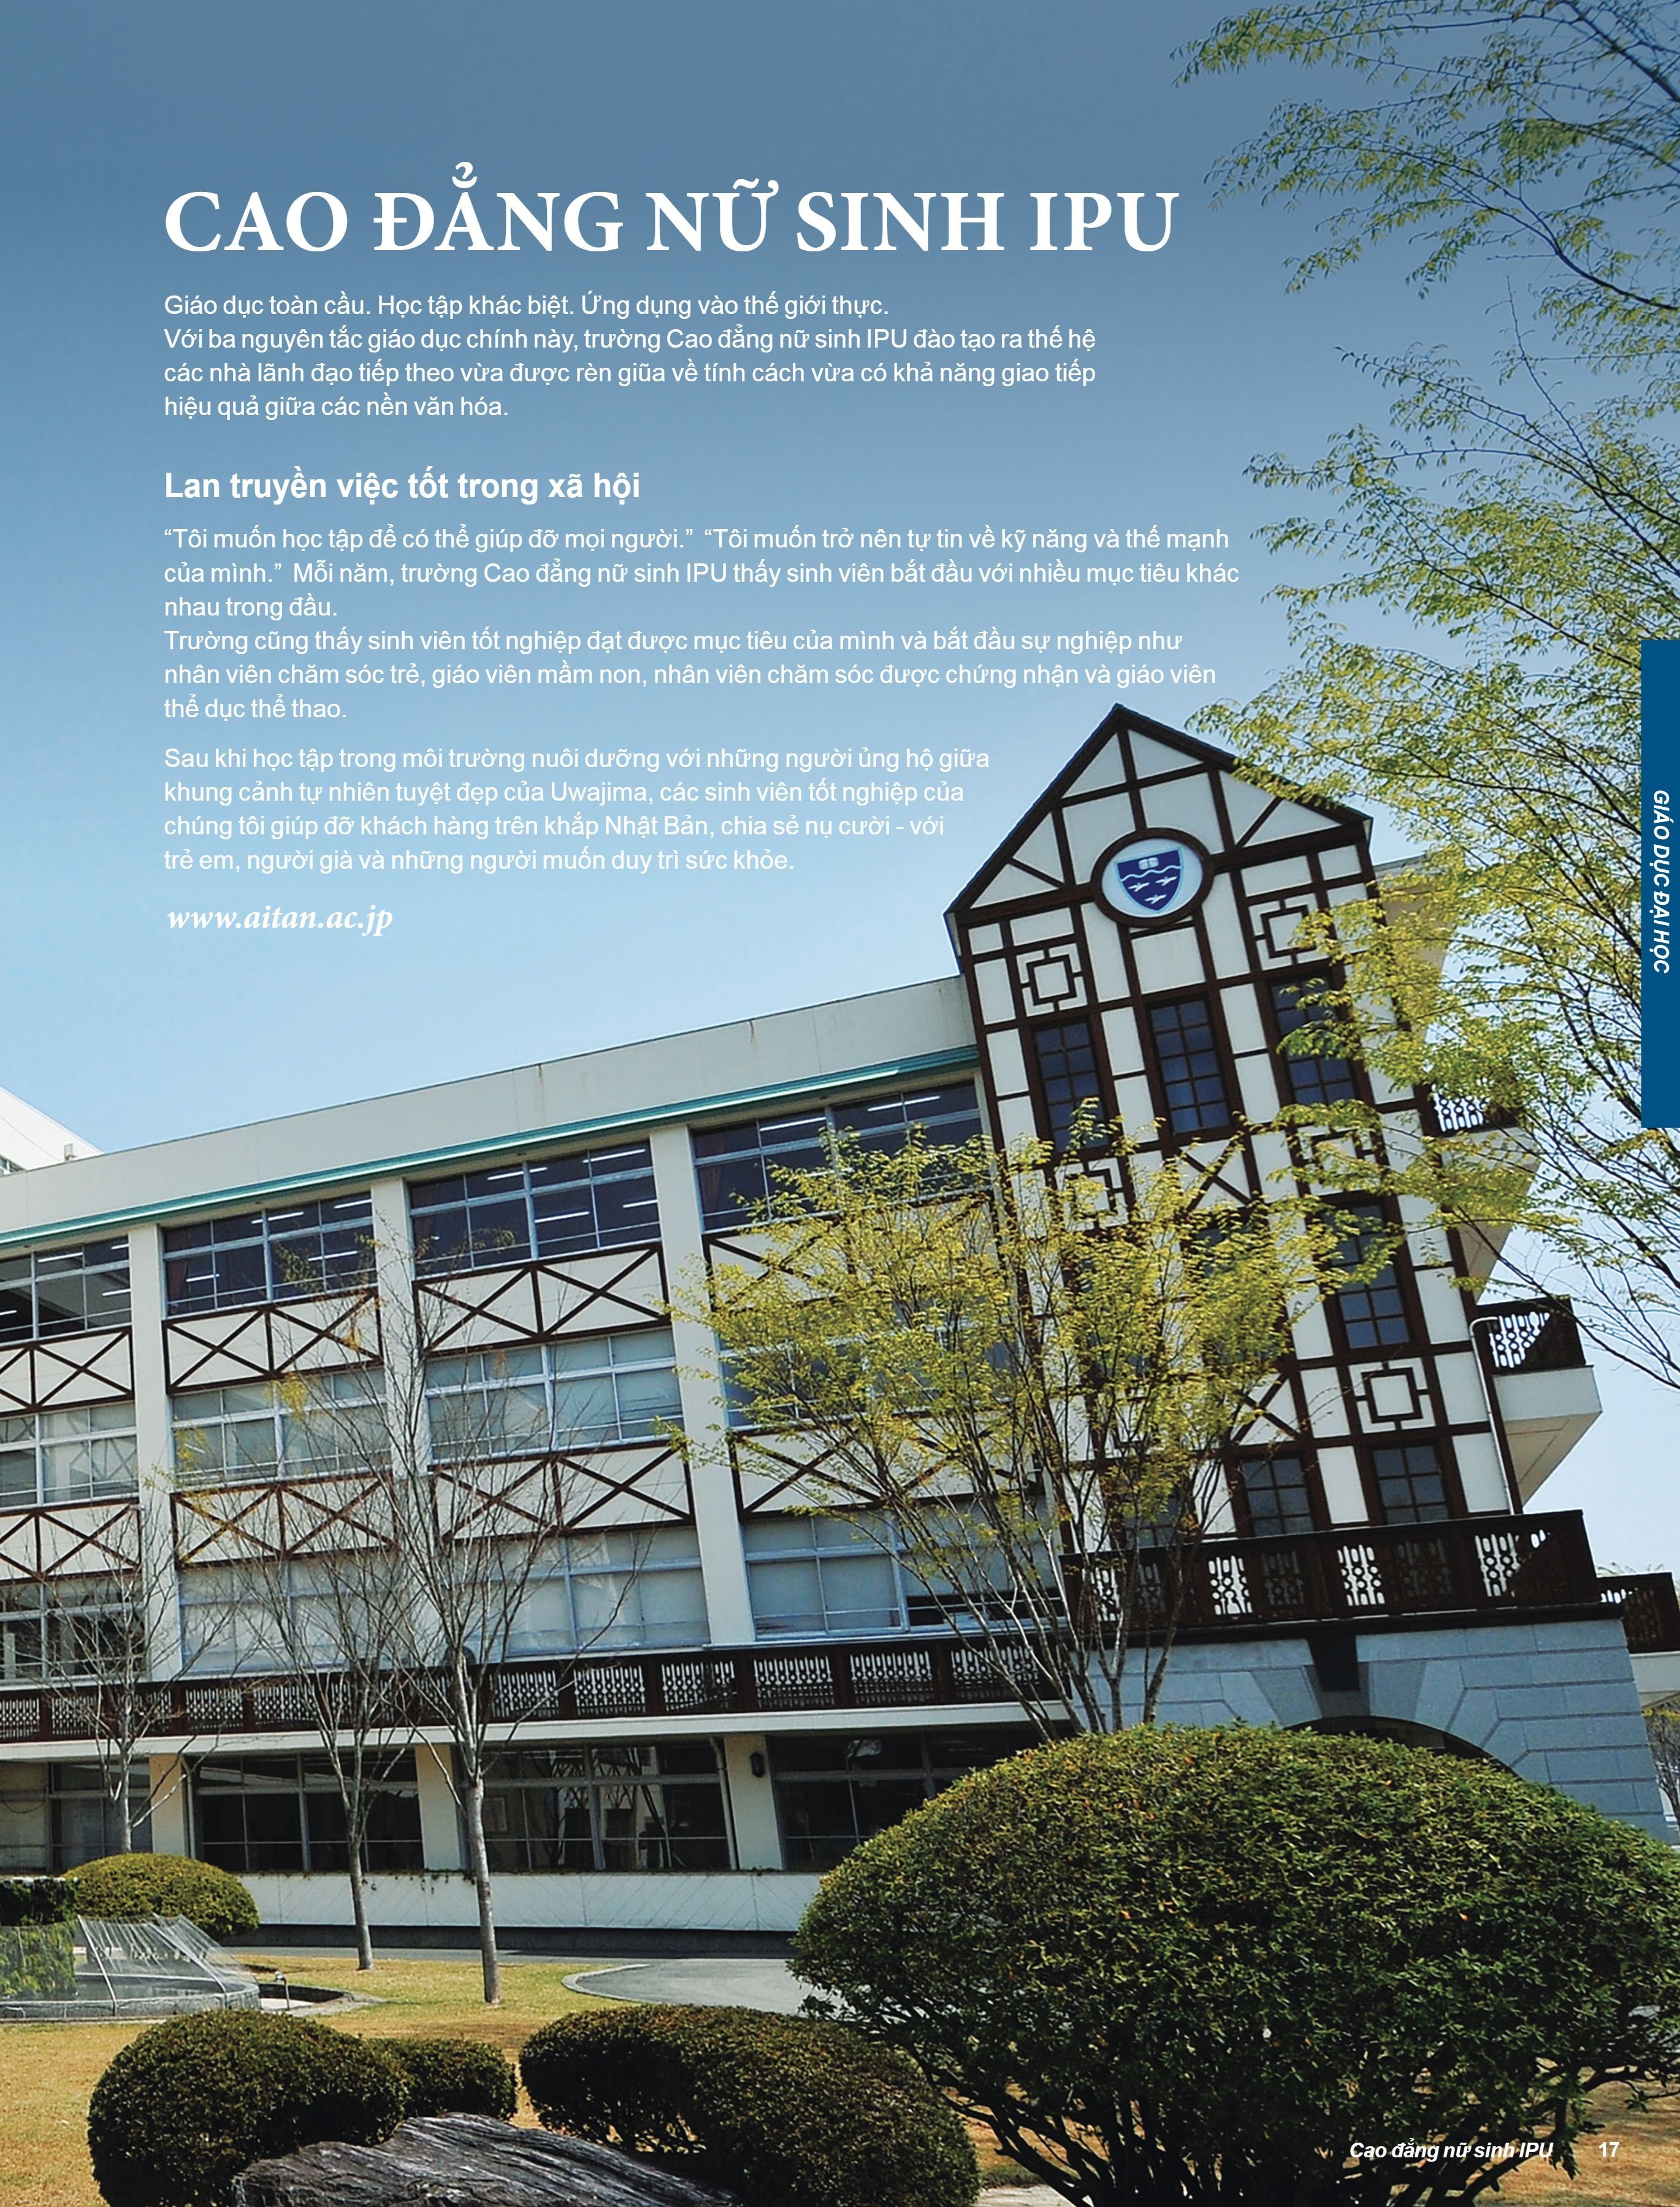 CAO ĐẲNG NỮ SINH IPU
Giáo dục toàn cầu. Học tập khác biệt. Ứng dụng vào thế giới thực.
Với ba nguyên tắc giáo dục chính này, trường Cao đẳng nữ sinh IPU đào tạo ra thế hệ
các nhà lãnh đạo tiếp theo vừa được rèn giũa về tính cách vừa có khả năng giao tiếp
hiệu quả giữa các nền văn hóa.
Lan truyền việc tốt trong xã hội
“Tôi muốn học tập để có thể giúp đỡ mọi người.” “Tôi muốn trở nên tự tin về kỹ năng và thế mạnh
của mình.” Mỗi năm, trường Cao đẳng nữ sinh IPU thấy sinh viên bắt đầu với nhiều mục tiêu khác
nhau trong đầu.
Trường cũng thấy sinh viên tốt nghiệp đạt được mục tiêu của mình và bắt đầu sự nghiệp như
nhân viên chăm sóc trẻ, giáo viên mầm non, nhân viên chăm sóc được chứng nhận và giáo viên
thể dục thể thao.
Sau khi học tập trong môi trường nuôi dưỡng với những người ủng hộ giữa
khung cảnh tự nhiên tuyệt đẹp của Uwajima, các sinh viên tốt nghiệp của
chúng tôi giúp đỡ khách hàng trên khắp Nhật Bản, chia sẻ nụ cười - với
trẻ em, người già và những người muốn duy trì sức khỏe.
www.aitan.ac.jp
GIÁO DỤC ĐẠI HỌC
Cao đẳng nữ sinh IPU 17